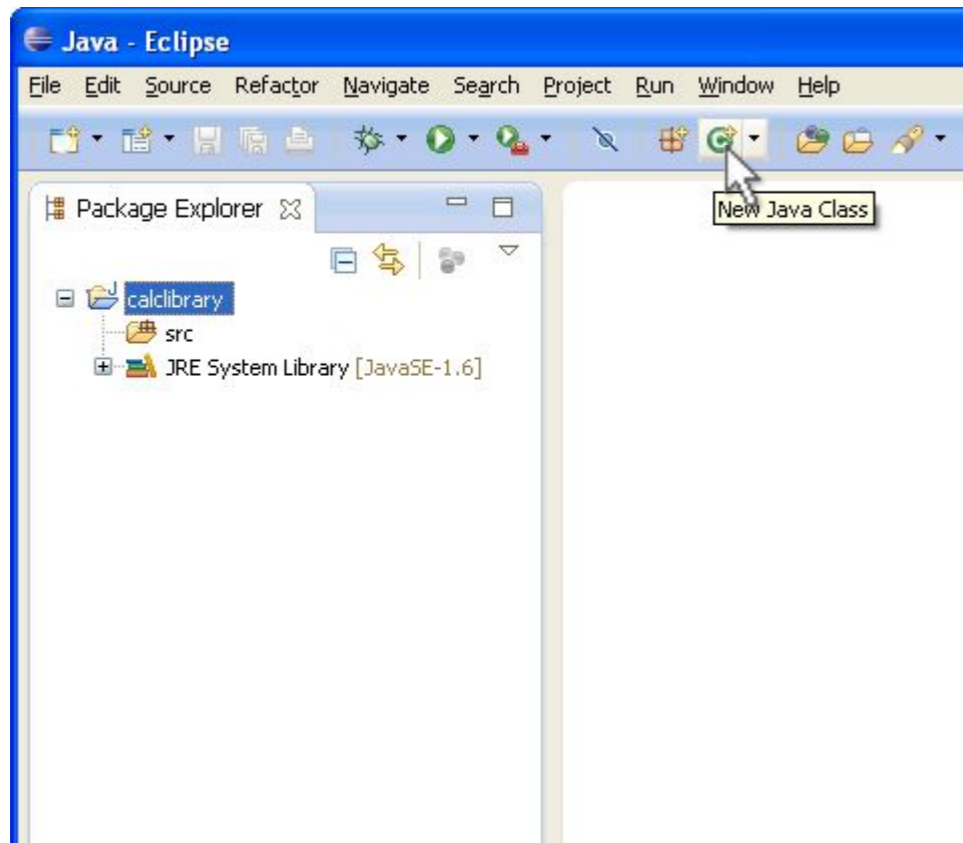 Java - Eclipse
File Edit Source Refactor Navigate Search Project Run Window Help
Package Explorer
New Java Class
calclibrary
src
JRE System Library [JavaSE-1.6]